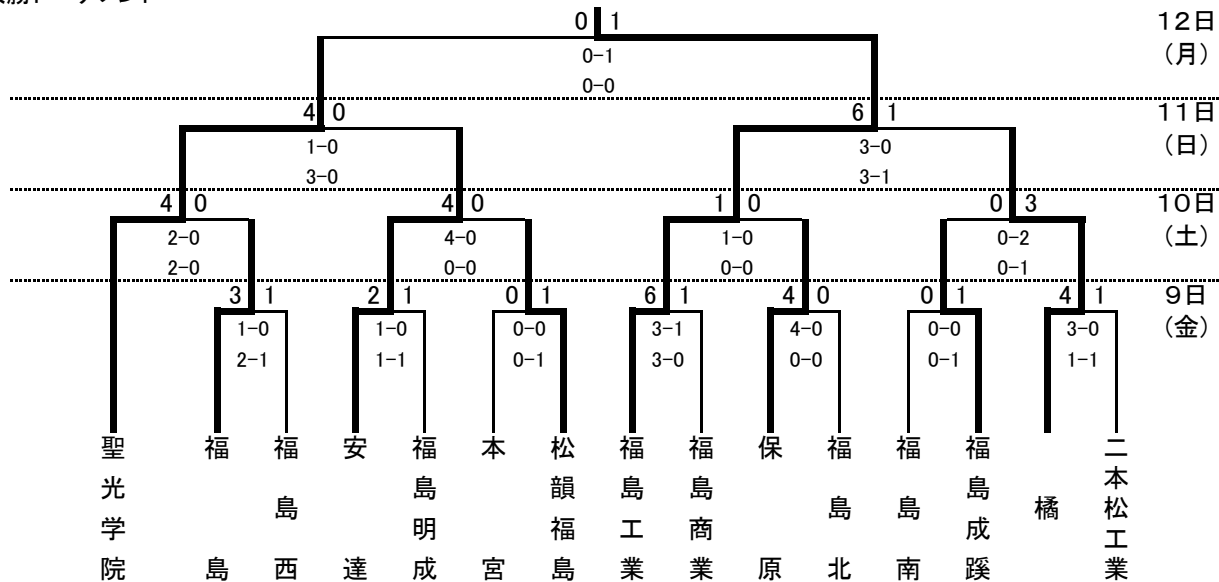 0 1 12日
0-1 (月)
0-0
4 0 6 1 11日
1-0 3-0 (日)
3-0 3-1
4 0 4 0 1 0 0 3 10日
2-0 4-0 1-0 0-2 (土)
2-0 0-0 0-0 0-1
3 1 2 1 0 1 6 1 4 0 0 1 4 1 9日
1-0 1-0 0-0 3-1 4-0 0-0 3-0 (金)
2-1 1-1 0-1 3-0 0-0 0-1 1-1
聖光学院
福島
福島西
安達
福島明成
本宮
松韻福島
福島工業
福島商業
保原
福島北
福島南
福島成蹊
橘
二本松工業